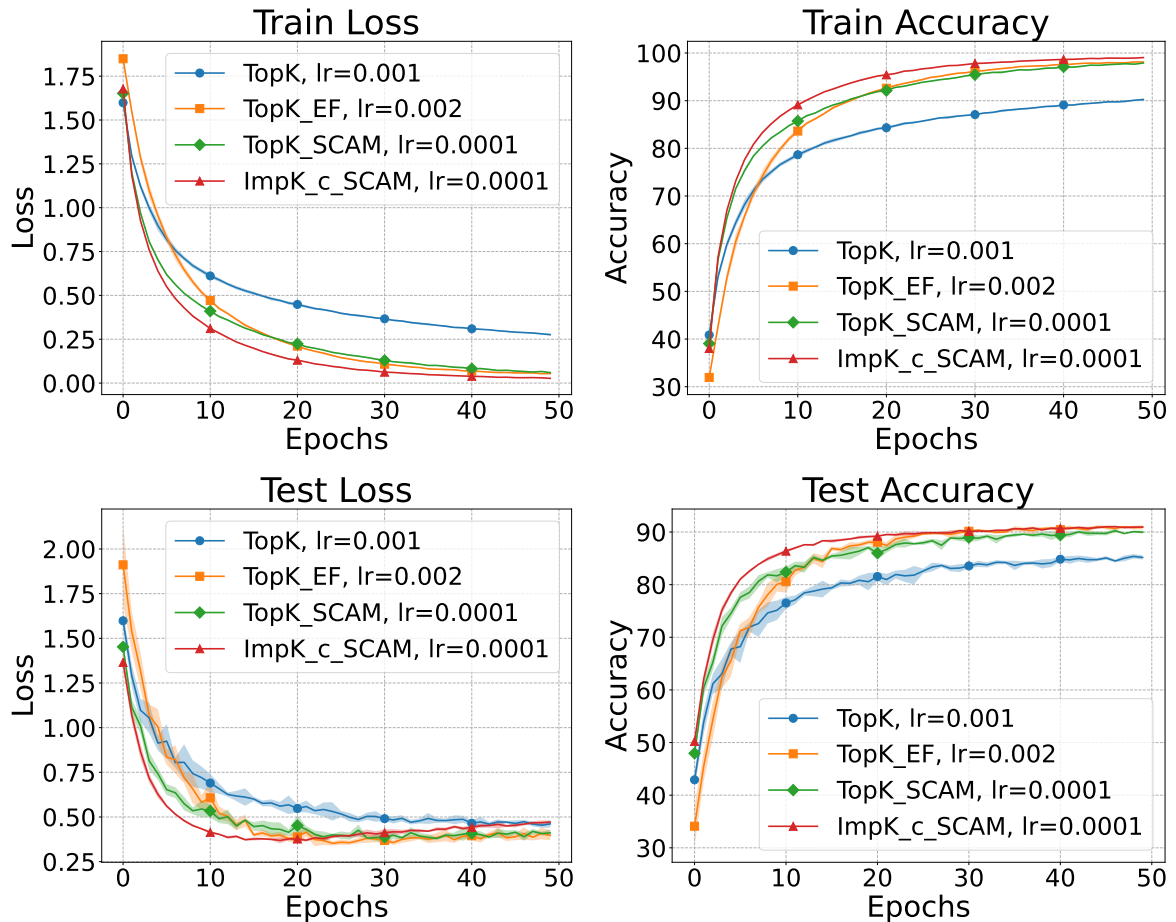 Train Loss
Loss
1.75
1.50
1.25
1.00
0.75
0.50
0.25
0.00
TopK, lr=0.001
TopK_EF, lr=0.002
TopK_SCAM, lr=0.0001
ImpK_c_SCAM, lr=0.0001
0 10 20 30 40 50
Epochs
Train Accuracy
Accuracy
100
90
80
70
60
50
40
30
TopK, lr=0.001
TopK_EF, lr=0.002
TopK_SCAM, lr=0.0001
ImpK_c_SCAM, lr=0.0001
0 10 20 30 40 50
Epochs
Test Loss
Loss
2.00
1.75
1.50
1.25
1.00
0.75
0.50
0.25
TopK, lr=0.001
TopK_EF, lr=0.002
TopK_SCAM, lr=0.0001
ImpK_c_SCAM, lr=0.0001
0 10 20 30 40 50
Epochs
Test Accuracy
Accuracy
90
80
70
60
50
40
30
TopK, lr=0.001
TopK_EF, lr=0.002
TopK_SCAM, lr=0.0001
ImpK_c_SCAM, lr=0.0001
0 10 20 30 40 50
Epochs